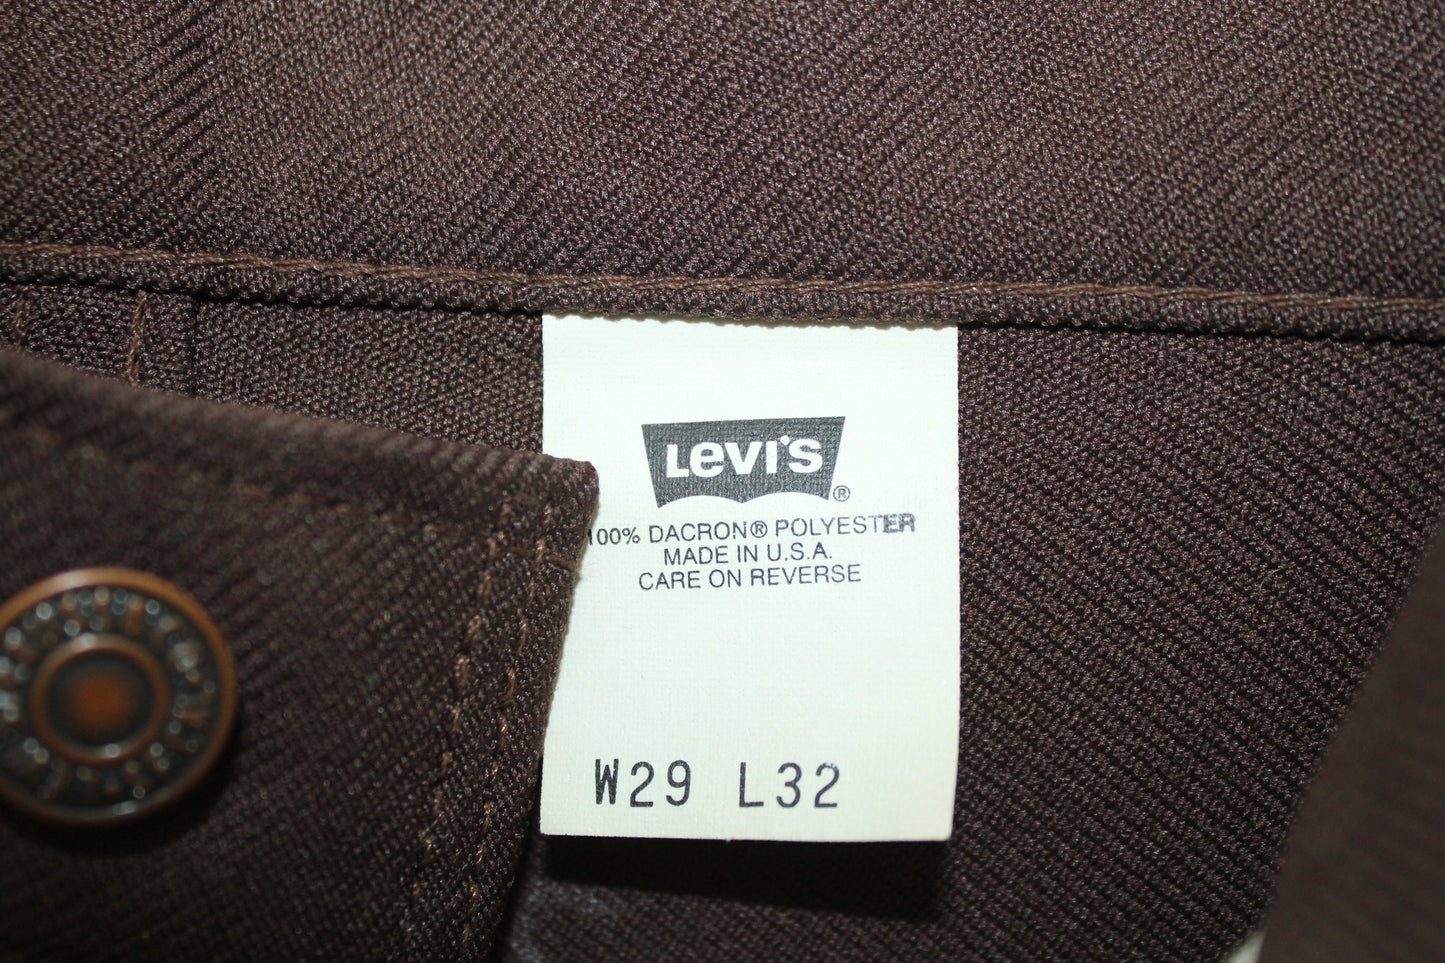 Levi's
®
100% DACRON® POLYESTER
MADE IN U.S.A.
CARE ON REVERSE
W29 L32